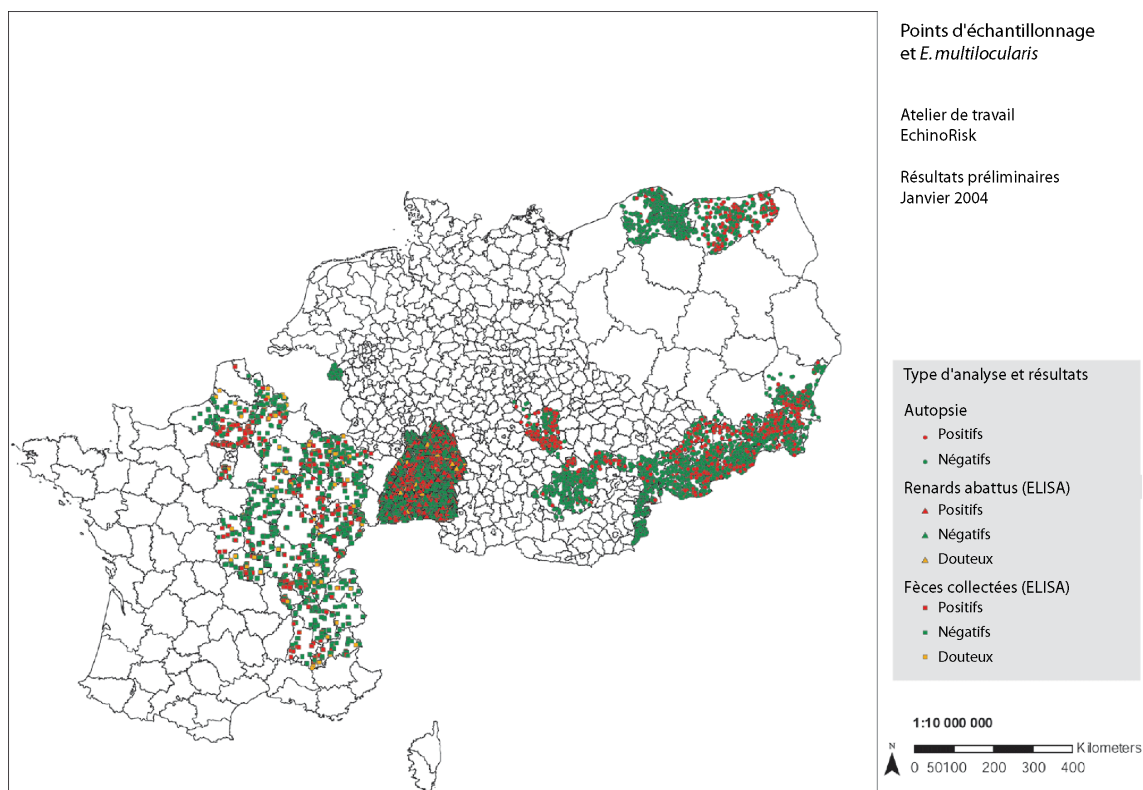 Points d'échantillonnage
et E. multilocularis
Atelier de travail
EchinoRisk
Résultats préliminaires
Janvier 2004
Type d'analyse et résultats
Autopsie
Positifs
Négatifs
Renards abattus (ELISA)
Positifs
Négatifs
Douteux
Fèces collectées (ELISA)
Positifs
Négatifs
Douteux
1:10 000 000
N
Kilometers
0 50100 200 300 400